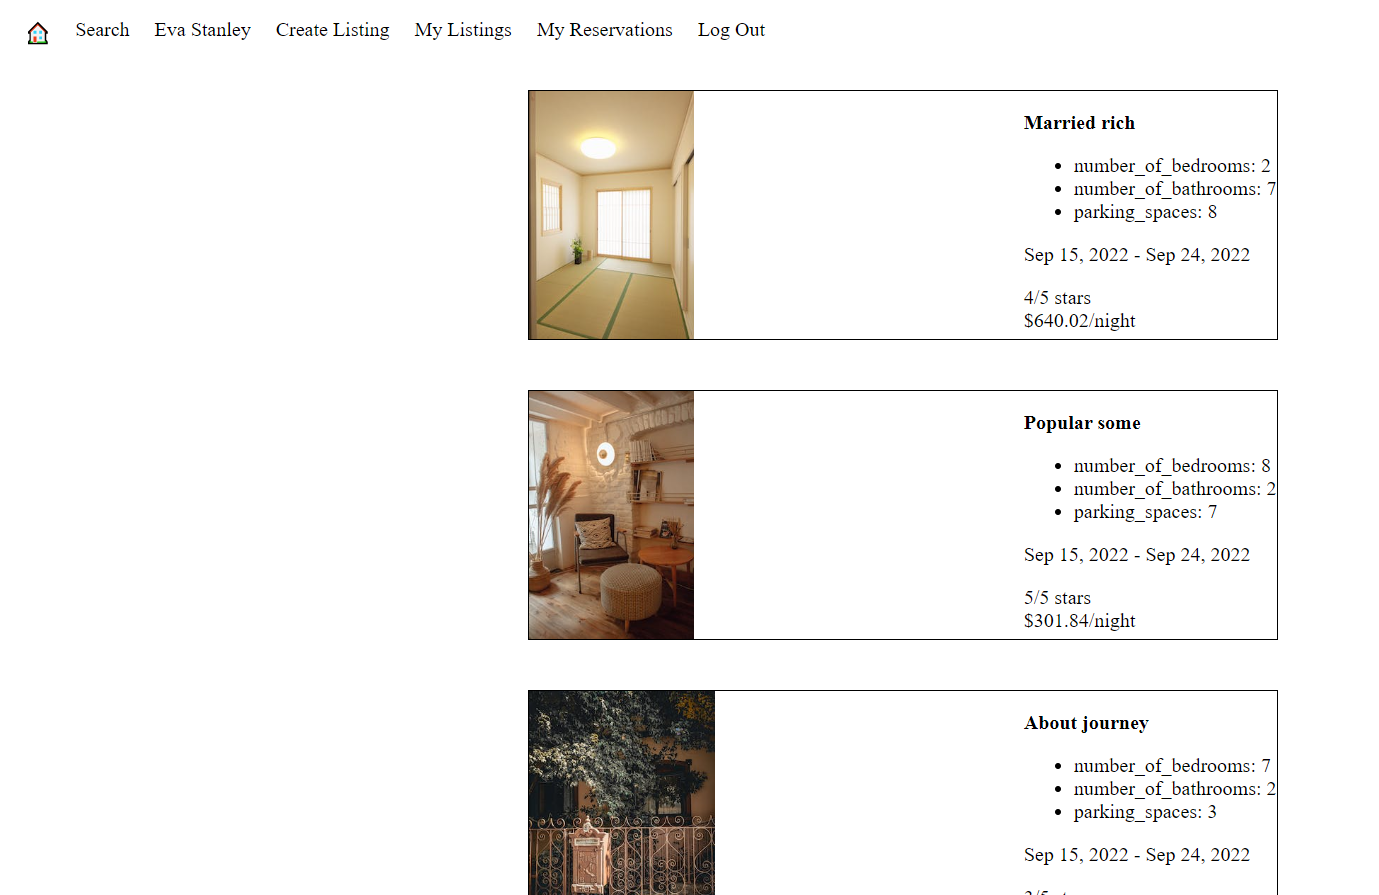 Search Eva Stanley Create Listing My Listings My Reservations Log Out
Married rich
number_of_bedrooms: 2
number_of_bathrooms: 7
parking_spaces: 8
Sep 15, 2022 - Sep 24, 2022
4/5 stars
$640.02/night
Popular some
number_of_bedrooms: 8
number_of_bathrooms: 2
parking_spaces: 7
Sep 15, 2022 - Sep 24, 2022
5/5 stars
$301.84/night
About journey
number_of_bedrooms: 7
number_of_bathrooms: 2
parking_spaces: 3
Sep 15, 2022 - Sep 24, 2022